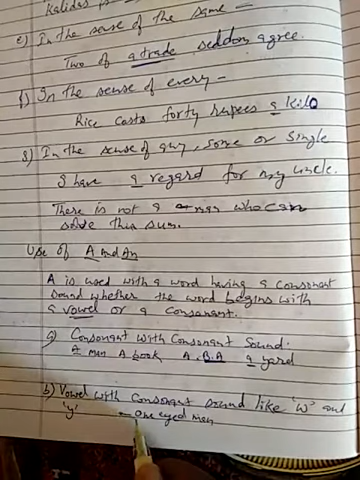 Kalidas is
e) In the sense of the same -
Two of a trade seldom agree.
f) In the sense of every -
Rice costs forty rupees a kilo
g) In the sense of any, some or single
I have a regard for my uncle.
There is not a man who can
solve this sum.
Use of A and An
A is used with a word having a consonant
sound whether the word begins with
a vowel or a consonant.
a) Consonant with Consonant Sound.
a man A book A B.A a yard
b) Vowel with consonant sound like 'w' and
'y' - one eyed man